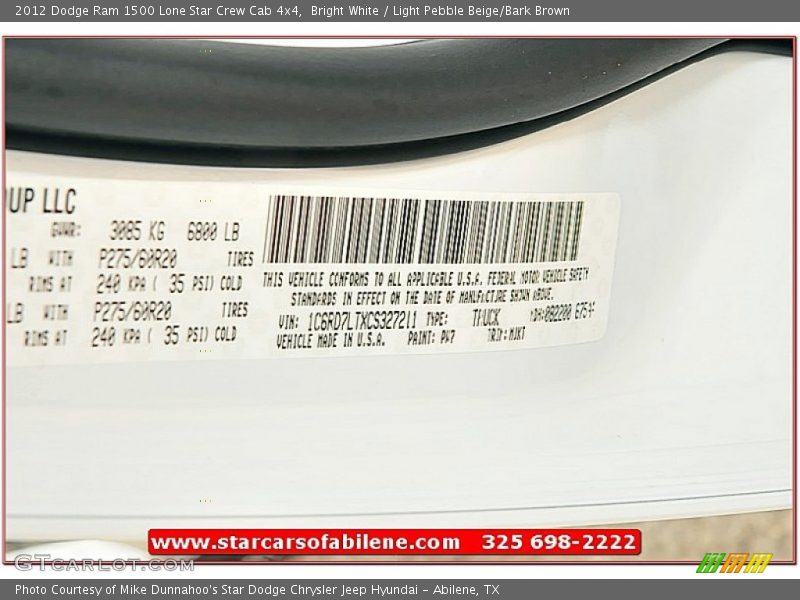 2012 Dodge Ram 1500 Lone Star Crew Cab 4x4, Bright White / Light Pebble Beige/Bark Brown
OUP LLC
GVWR: 3085 KG 6800 LB
LB WITH P275/60R20 TIRES
RIMS AT 240 KPA ( 35 PSI) COLD
LB WITH P275/60R20 TIRES
RIMS AT 240 KPA ( 35 PSI) COLD
THIS VEHICLE CONFORMS TO ALL APPLICABLE U.S.A. FEDERAL MOTOR VEHICLE SAFETY
STANDARDS IN EFFECT ON THE DATE OF MANUFACTURE SHOWN ABOVE.
VIN: 1C6RD7LTXCS327211 TYPE: TRUCK MDH:082200
VEHICLE MADE IN U.S.A. PAINT: PW7 TRIM:
www.starcarsofabilene.com 325 698-2222
GTcarlot.com
Photo Courtesy of Mike Dunnahoo's Star Dodge Chrysler Jeep Hyundai – Abilene, TX